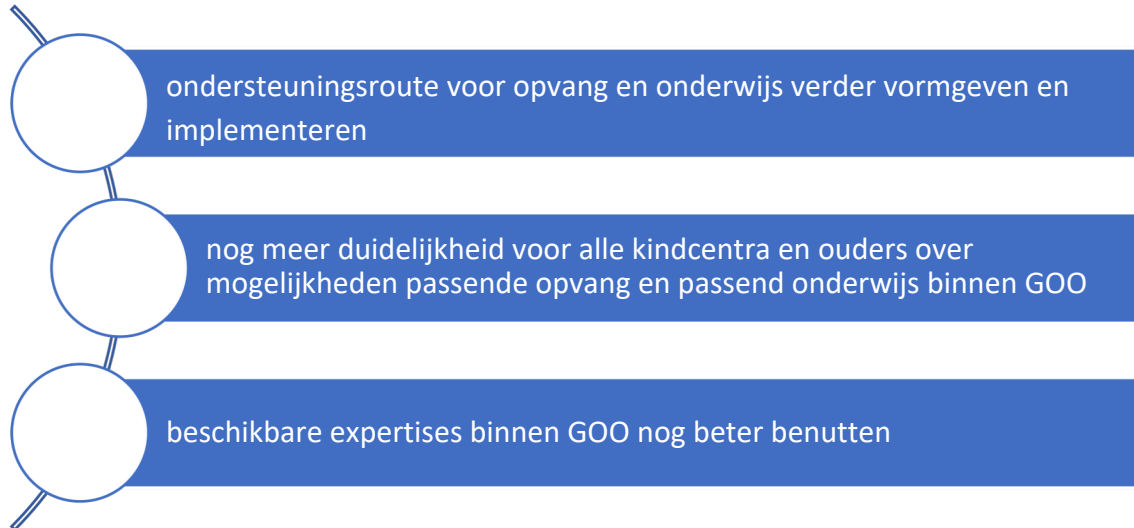 ondersteuningsroute voor opvang en onderwijs verder vormgeven en
implementeren
nog meer duidelijkheid voor alle kindcentra en ouders over
mogelijkheden passende opvang en passend onderwijs binnen GOO
beschikbare expertises binnen GOO nog beter benutten